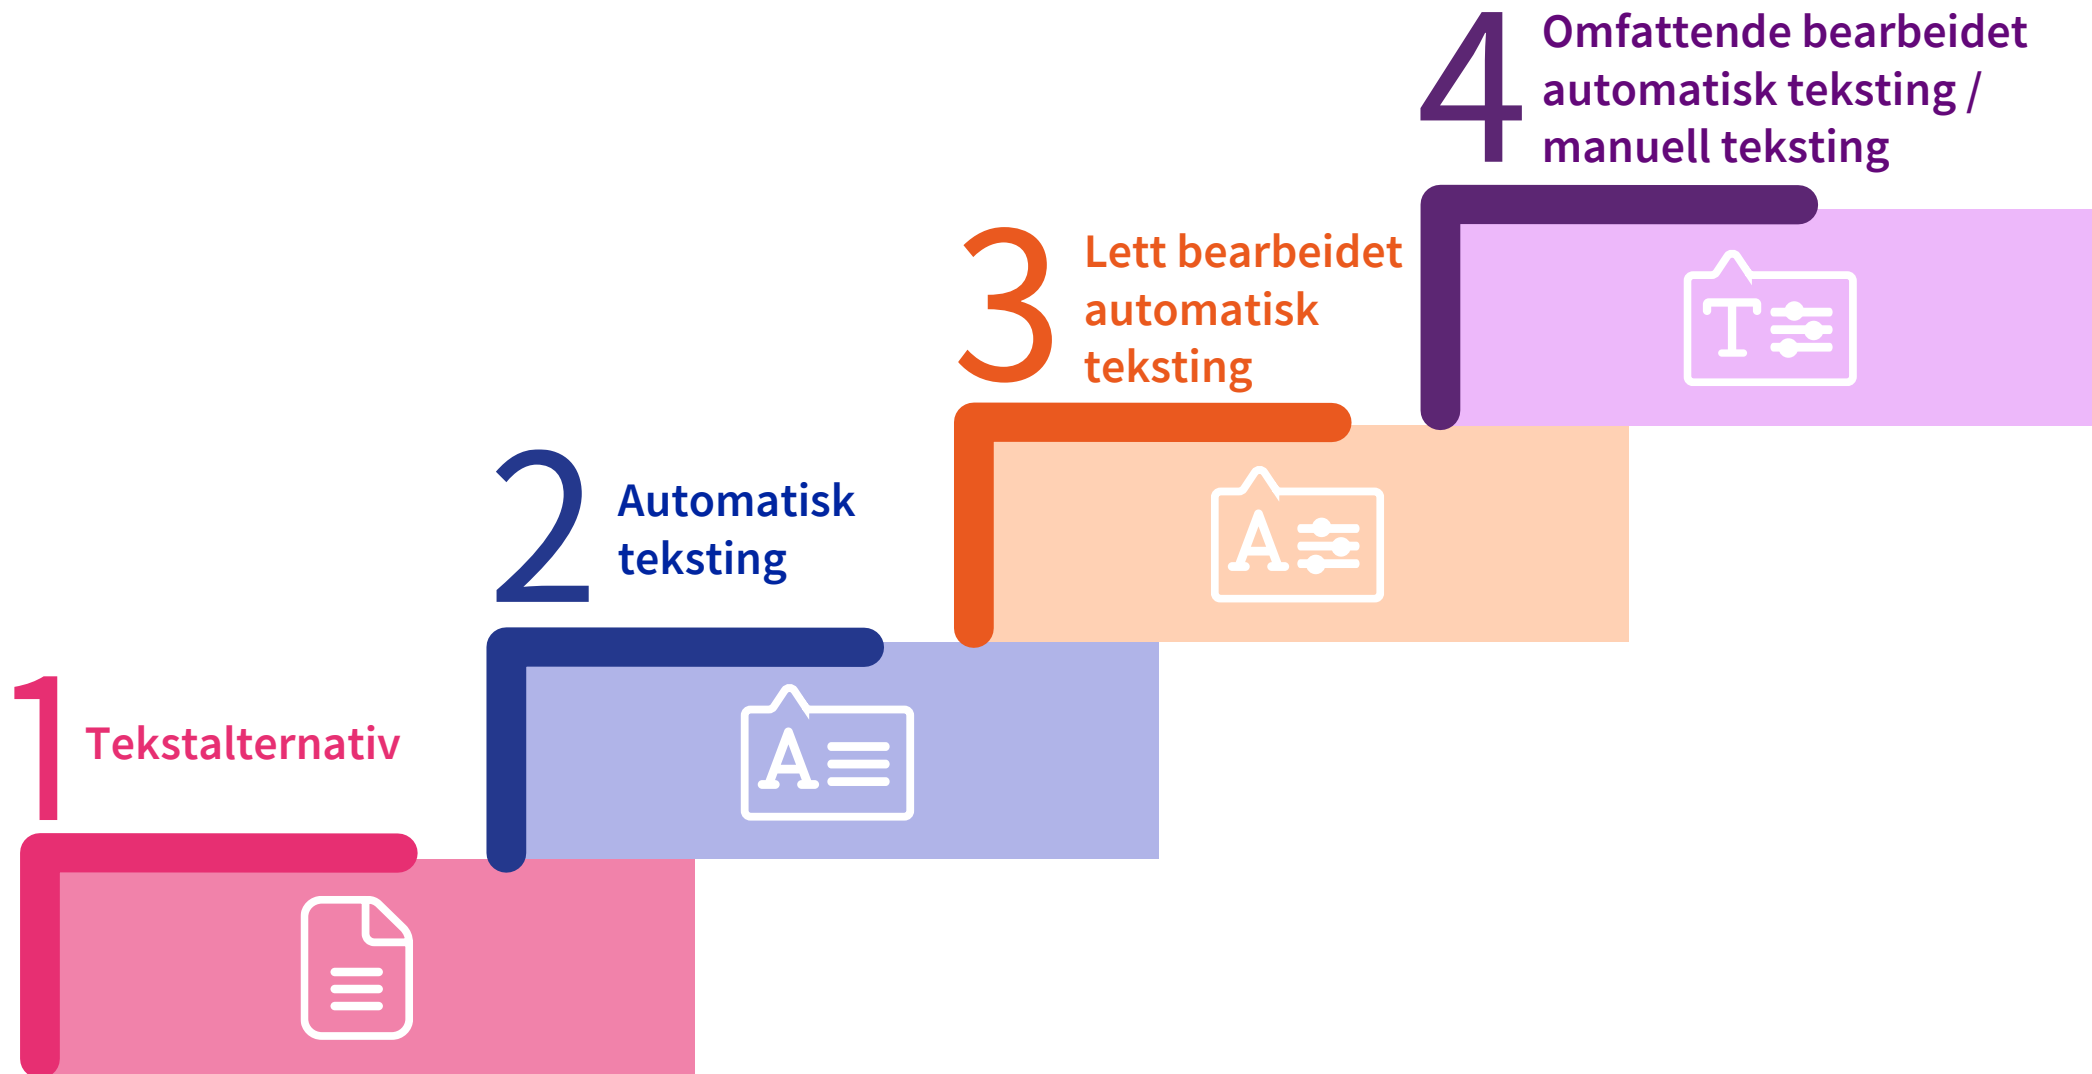 4
Omfattende bearbeidet
automatisk teksting /
manuell teksting
3
Lett bearbeidet
automatisk
teksting
T
2
Automatisk
teksting
A
1
Tekstalternativ
A